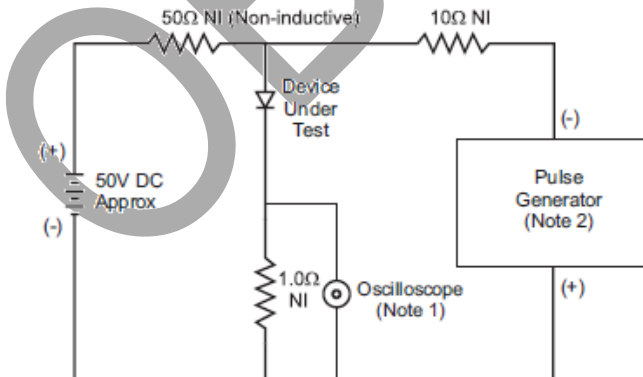 50Ω NI (Non-inductive)
10Ω NI
Device
Under
Test
(+)
50V DC
Approx
(-)
1.0Ω
NI
Oscilloscope
(Note 1)
(-)
Pulse
Generator
(Note 2)
(+)